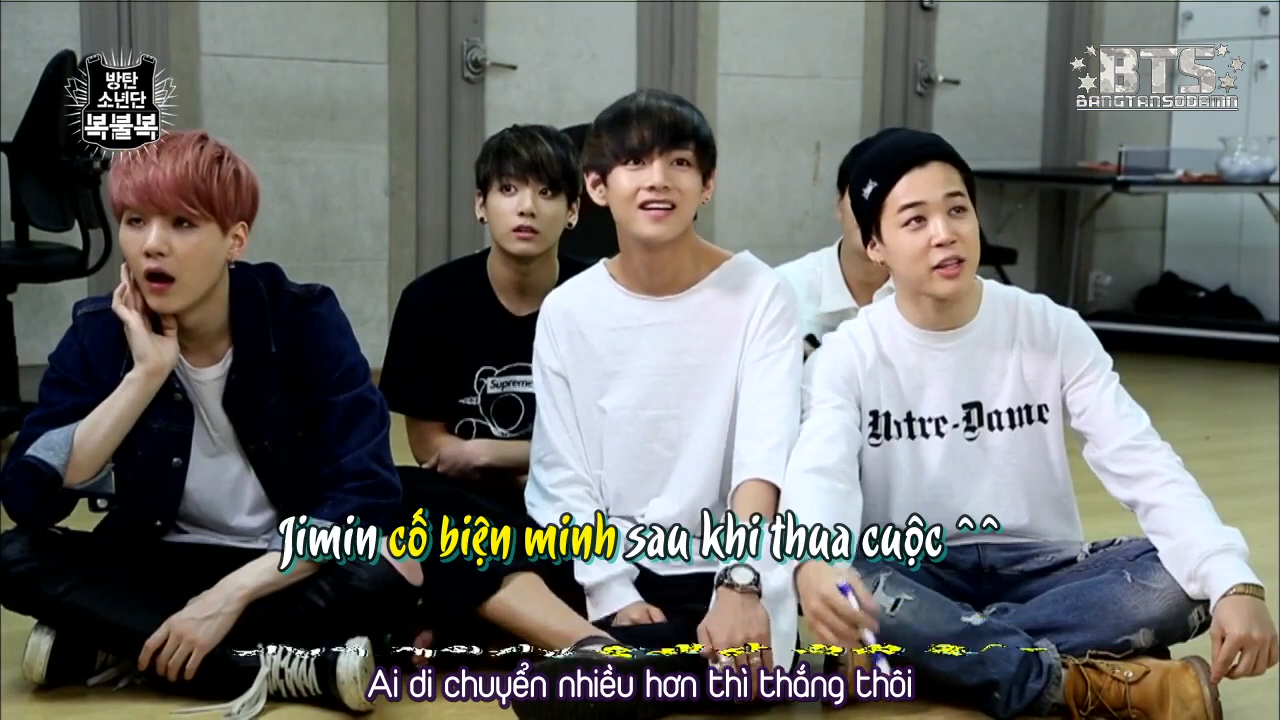 방탄
소년단
복불복
BTS
BANGTANSODEMN
Supreme
Notre-Dame
Jimin cố biện minh sau khi thua cuộc ^^
Ai di chuyển nhiều hơn thì thắng thôi